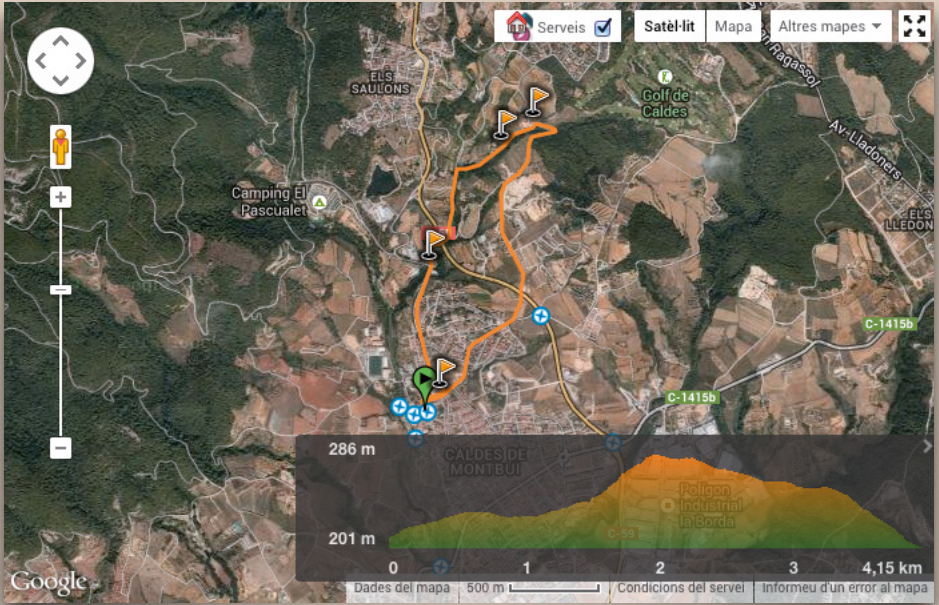 Serveis
Satèl·lit
Mapa
Altres mapes
ELS
SAULONS
Golf de
Caldes
Av-Lladoners
Camping El
Pascualet
ELS
LLEDON
C-1415b
C-1415b
286 m
CALDES DE
MONTBUI
Polígon
Industrial
la Borda
C-59
201 m
0
1
2
3
4,15 km
Google
Dades del mapa
500 m
Condicions del servei
Informeu d'un error al mapa